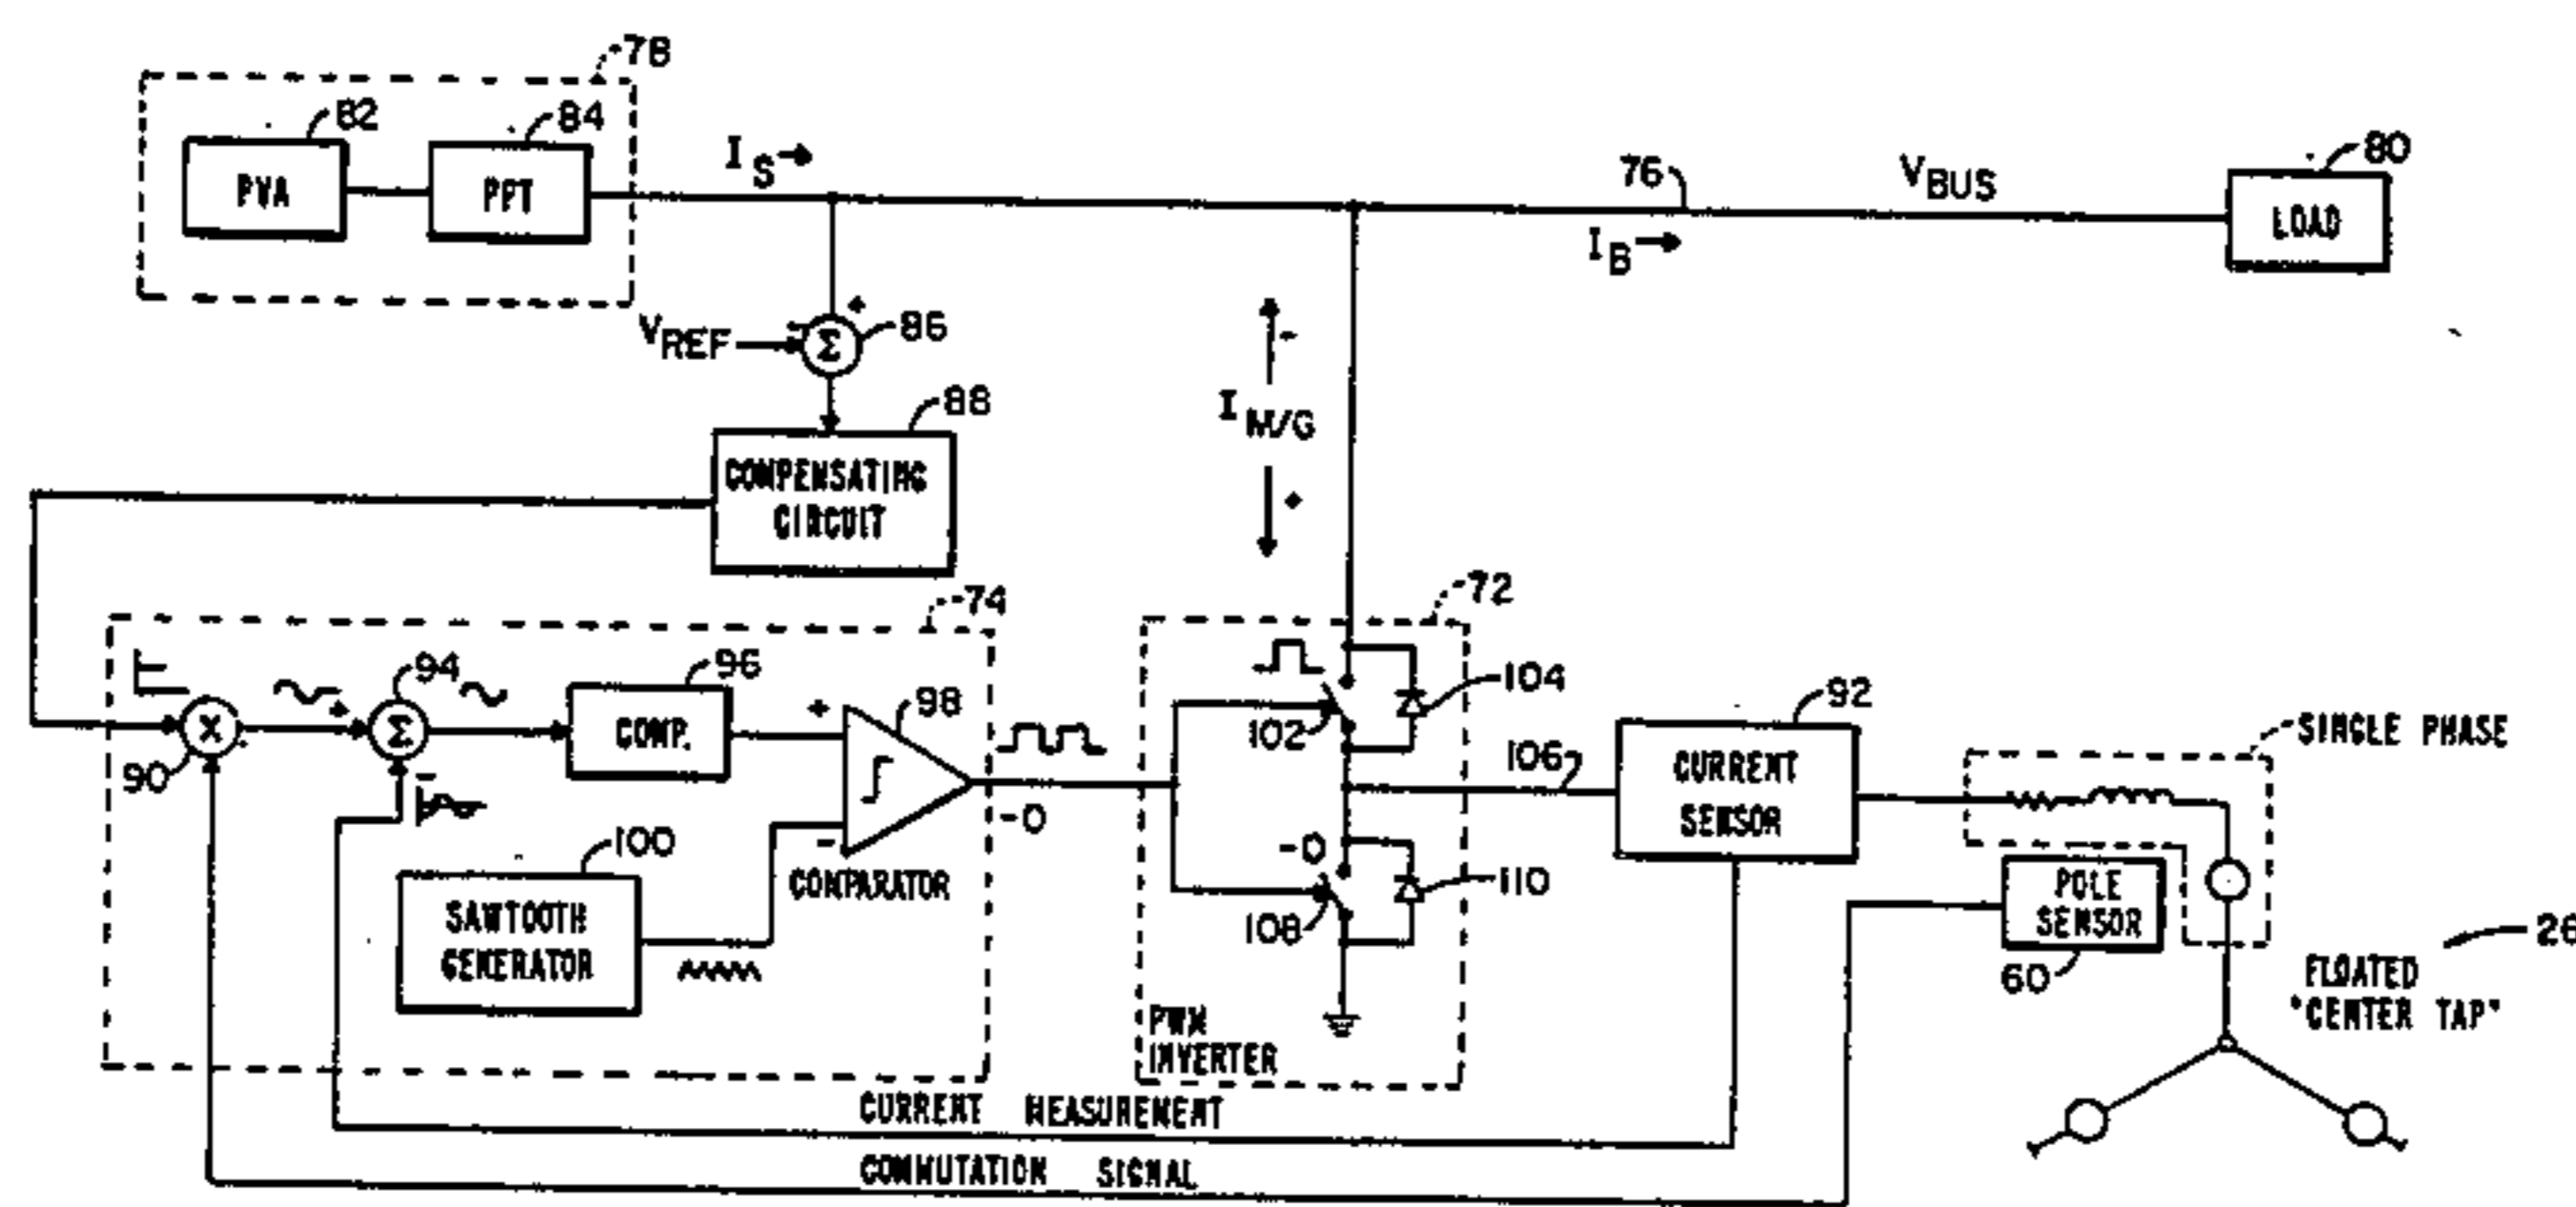 78
82
84
PVA
PPT
I S
76
V BUS
80
LOAD
I B
V REF
-
+
Σ
86
88
COMPENSATING
CIRCUIT
-
I M/G
+
74
72
X
90
+
94
Σ
-
96
COMP.
+
98
-
COMPARATOR
-0
100
SAWTOOTH
GENERATOR
102
104
106
-0
108
110
PWM
INVERTER
92
CURRENT
SENSOR
SINGLE PHASE
POLE
SENSOR
60
FLOATED
"CENTER TAP"
26
CURRENT MEASUREMENT
COMMUTATION SIGNAL